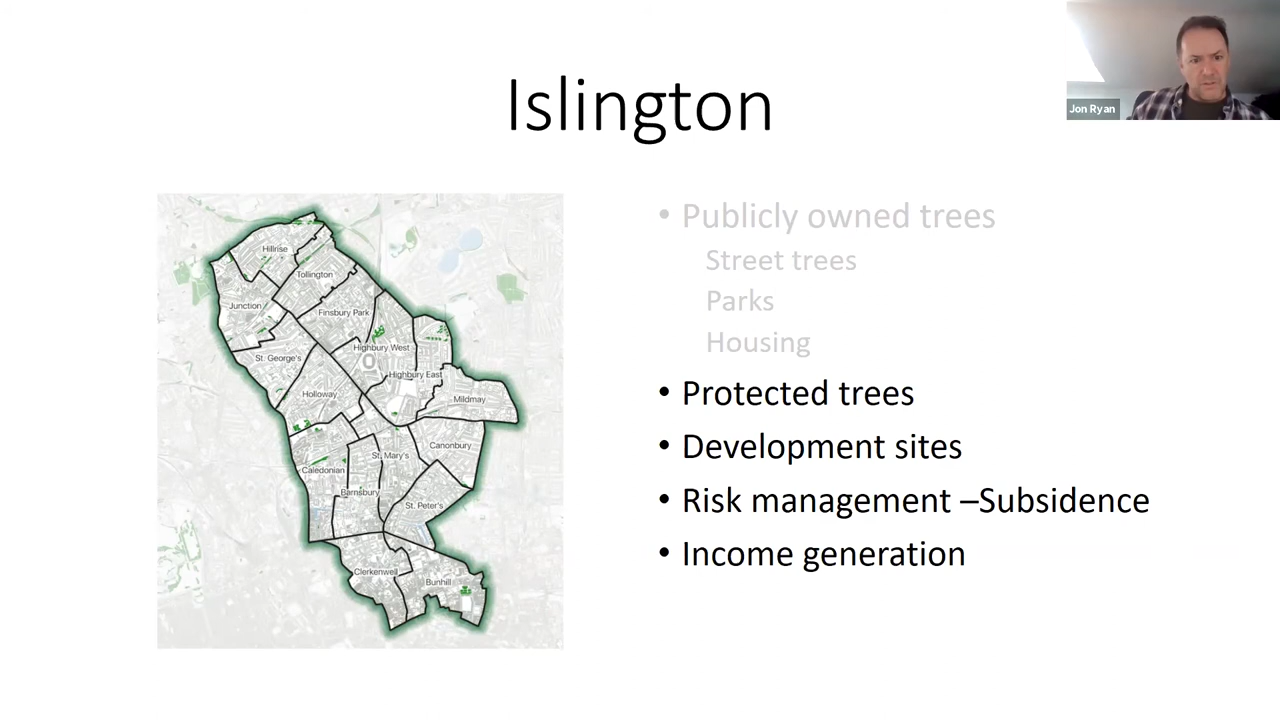 Islington
Jon Ryan
Hillrise
Tollington
Junction
Finsbury Park
Highbury West
St. George's
Highbury East
Holloway
Mildmay
Canonbury
St. Mary's
Caledonian
Barnsbury
St. Peter's
Clerkenwell
Bunhill
• Publicly owned trees
Street trees
Parks
Housing
• Protected trees
• Development sites
• Risk management –Subsidence
• Income generation